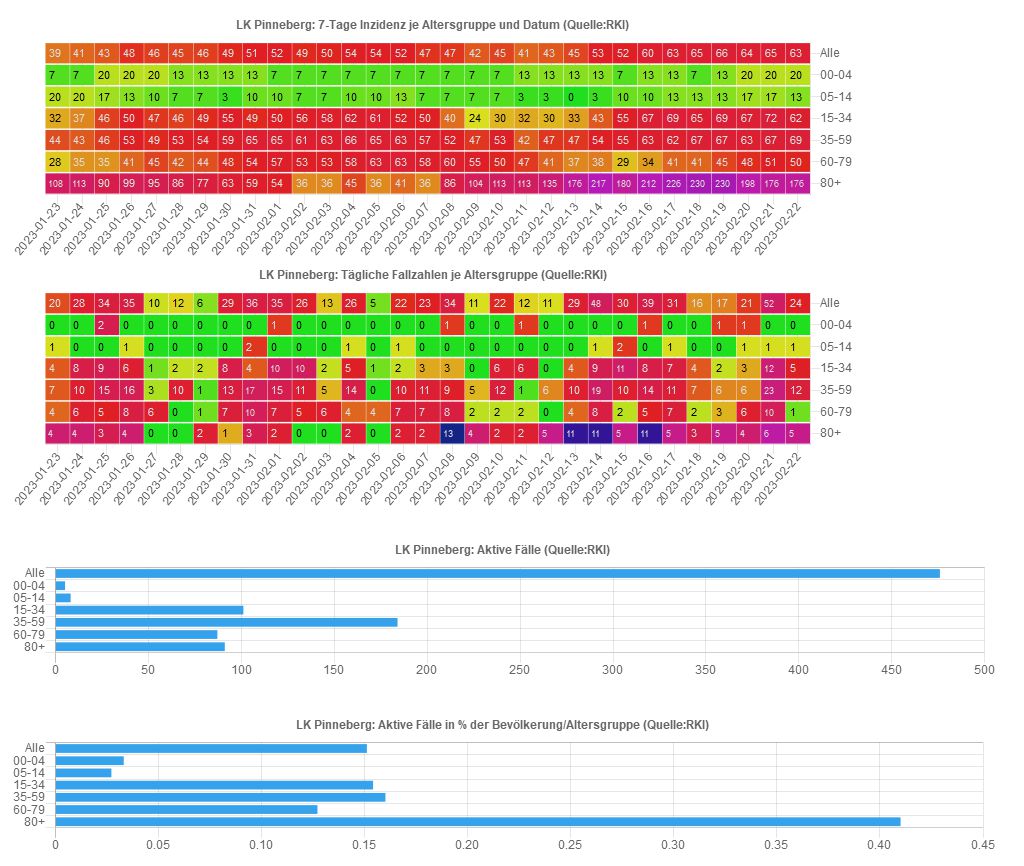 LK Pinneberg: 7-Tage Inzidenz je Altersgruppe und Datum (Quelle:RKI)
39 41 43 48 46 45 46 49 51 52 50 54 54 52 47 47 42 45 41 43 45 53 52 60 63 65 66 64 65 63 Alle
7 7 20 20 20 13 13 13 13 7 7 7 7 7 7 7 7 7 13 13 13 13 7 13 13 7 13 20 20 20 00-04
20 20 17 13 10 7 7 3 10 10 7 7 10 10 13 7 7 7 7 3 3 0 3 10 10 13 13 13 17 17 13 05-14
32 37 46 50 47 46 49 55 49 50 56 58 62 61 52 50 40 24 30 32 30 33 43 55 67 69 65 69 67 72 62 15-34
44 43 46 53 49 53 54 59 65 65 61 63 66 65 63 57 52 47 53 42 47 47 54 55 63 62 67 67 63 67 69 35-59
28 35 35 41 45 42 44 48 54 57 53 53 58 63 63 58 60 55 50 47 41 37 38 29 34 41 41 45 48 51 50 60-79
108 113 90 99 95 86 77 63 59 54 36 36 45 36 41 36 86 104 113 113 135 176 217 180 212 226 230 230 198 176 176 80+
2023-01-23 2023-01-24 2023-01-25 2023-01-26 2023-01-27 2023-01-28 2023-01-29 2023-01-30 2023-01-31 2023-02-01 2023-02-02 2023-02-03 2023-02-04 2023-02-05 2023-02-06 2023-02-07 2023-02-08 2023-02-09 2023-02-10 2023-02-11 2023-02-12 2023-02-13 2023-02-14 2023-02-15 2023-02-16 2023-02-17 2023-02-18 2023-02-19 2023-02-20 2023-02-21 2023-02-22
LK Pinneberg: Tägliche Fallzahlen je Altersgruppe (Quelle:RKI)
20 28 34 35 10 12 6 29 36 35 26 13 26 5 22 23 34 11 22 12 11 29 48 30 39 31 16 17 21 52 24 Alle
0 0 2 0 0 0 0 0 0 1 0 0 0 0 0 0 1 0 0 1 0 0 0 0 1 0 0 1 1 0 0 00-04
1 0 0 1 0 0 0 0 2 0 0 0 1 0 1 0 0 0 0 0 0 0 1 2 0 1 0 0 1 1 1 05-14
4 8 9 6 1 2 2 8 4 10 10 2 5 1 2 3 3 0 6 6 0 4 9 11 8 7 4 2 3 12 5 15-34
7 10 15 16 3 10 1 13 17 15 11 5 14 4 10 11 9 5 12 1 6 10 19 10 14 11 7 6 6 23 12 35-59
4 6 5 8 6 0 1 7 10 7 5 6 4 4 7 7 8 2 2 2 0 4 8 2 5 7 2 3 6 10 1 60-79
4 4 3 4 0 0 2 1 3 2 0 0 2 0 2 2 13 4 2 2 5 11 11 5 11 5 3 5 4 6 5 80+
2023-01-23 2023-01-24 2023-01-25 2023-01-26 2023-01-27 2023-01-28 2023-01-29 2023-01-30 2023-01-31 2023-02-01 2023-02-02 2023-02-03 2023-02-04 2023-02-05 2023-02-06 2023-02-07 2023-02-08 2023-02-09 2023-02-10 2023-02-11 2023-02-12 2023-02-13 2023-02-14 2023-02-15 2023-02-16 2023-02-17 2023-02-18 2023-02-19 2023-02-20 2023-02-21 2023-02-22
LK Pinneberg: Aktive Fälle (Quelle:RKI)
Alle
00-04
05-14
15-34
35-59
60-79
80+
0 50 100 150 200 250 300 350 400 450 500
LK Pinneberg: Aktive Fälle in % der Bevölkerung/Altersgruppe (Quelle:RKI)
Alle
00-04
05-14
15-34
35-59
60-79
80+
0 0.05 0.10 0.15 0.20 0.25 0.30 0.35 0.40 0.45